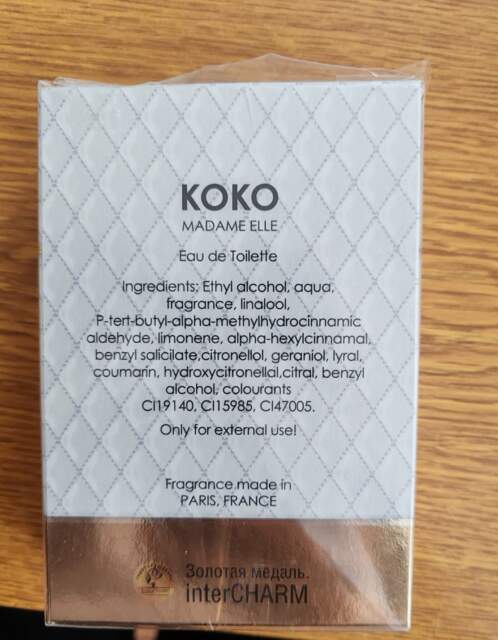 KOKO
MADAME ELLE
Eau de Toilette
Ingredients: Ethyl alcohol, aqua,
fragrance, linalool,
P-tert-butyl-alpha-methylhydrocinnamic
aldehyde, limonene, alpha-hexylcinnamal,
benzyl salicilate,citronellol, geraniol, lyral,
coumarin, hydroxycitronellal,citral, benzyl
alcohol, colourants
CI19140, CI15985, CI47005.
Only for external use!
Fragrance made in
PARIS, FRANCE
Золотая медаль.
interCHARM